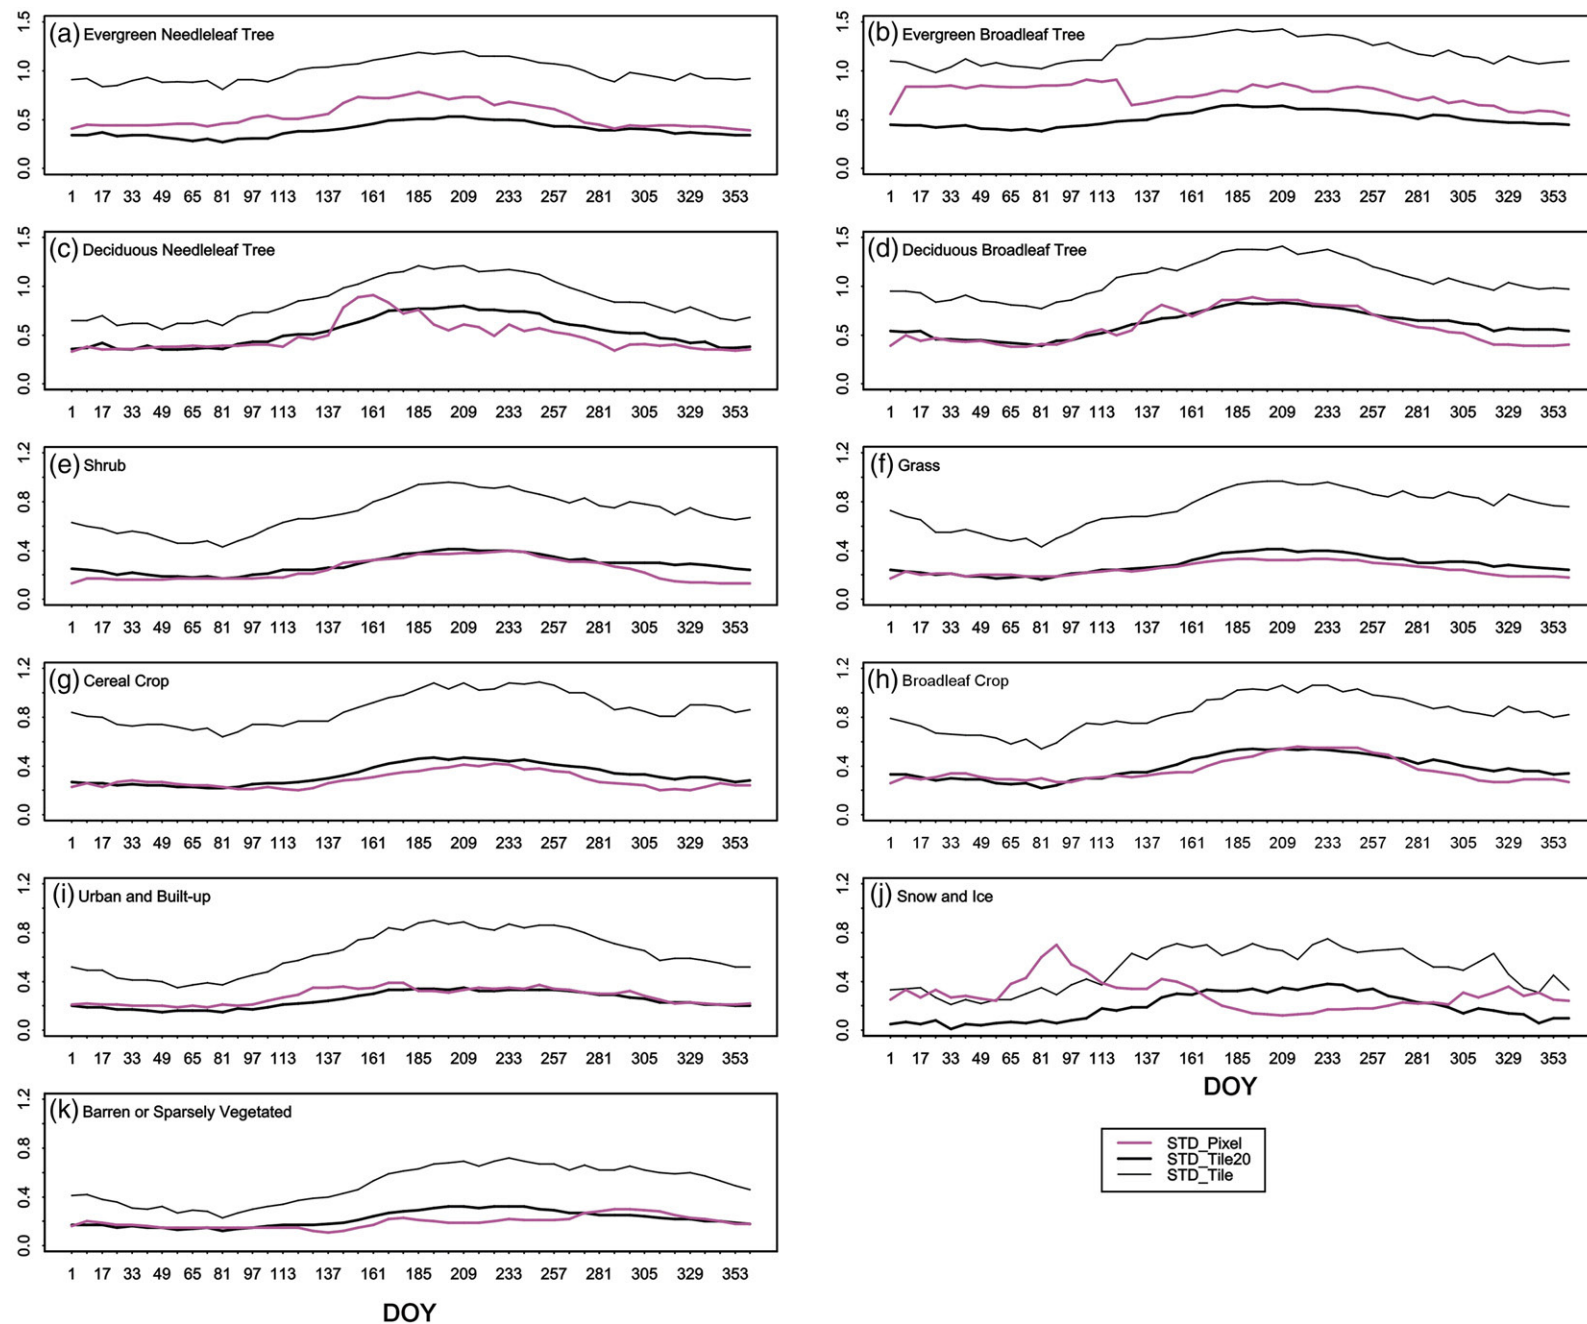 (a) Evergreen Needleleaf Tree
0.0 0.5 1.0 1.5
1 17 33 49 65 81 97 113 137 161 185 209 233 257 281 305 329 353
(b) Evergreen Broadleaf Tree
0.0 0.5 1.0 1.5
1 17 33 49 65 81 97 113 137 161 185 209 233 257 281 305 329 353
(c) Deciduous Needleleaf Tree
0.0 0.5 1.0 1.5
1 17 33 49 65 81 97 113 137 161 185 209 233 257 281 305 329 353
(d) Deciduous Broadleaf Tree
0.0 0.5 1.0 1.5
1 17 33 49 65 81 97 113 137 161 185 209 233 257 281 305 329 353
(e) Shrub
0.0 0.4 0.8 1.2
1 17 33 49 65 81 97 113 137 161 185 209 233 257 281 305 329 353
(f) Grass
0.0 0.4 0.8 1.2
1 17 33 49 65 81 97 113 137 161 185 209 233 257 281 305 329 353
(g) Cereal Crop
0.0 0.4 0.8 1.2
1 17 33 49 65 81 97 113 137 161 185 209 233 257 281 305 329 353
(h) Broadleaf Crop
0.0 0.4 0.8 1.2
1 17 33 49 65 81 97 113 137 161 185 209 233 257 281 305 329 353
(i) Urban and Built-up
0.0 0.4 0.8 1.2
1 17 33 49 65 81 97 113 137 161 185 209 233 257 281 305 329 353
(j) Snow and Ice
0.0 0.4 0.8 1.2
1 17 33 49 65 81 97 113 137 161 185 209 233 257 281 305 329 353
DOY
(k) Barren or Sparsely Vegetated
0.0 0.4 0.8 1.2
1 17 33 49 65 81 97 113 137 161 185 209 233 257 281 305 329 353
DOY
STD_Pixel
STD_Tile20
STD_Tile